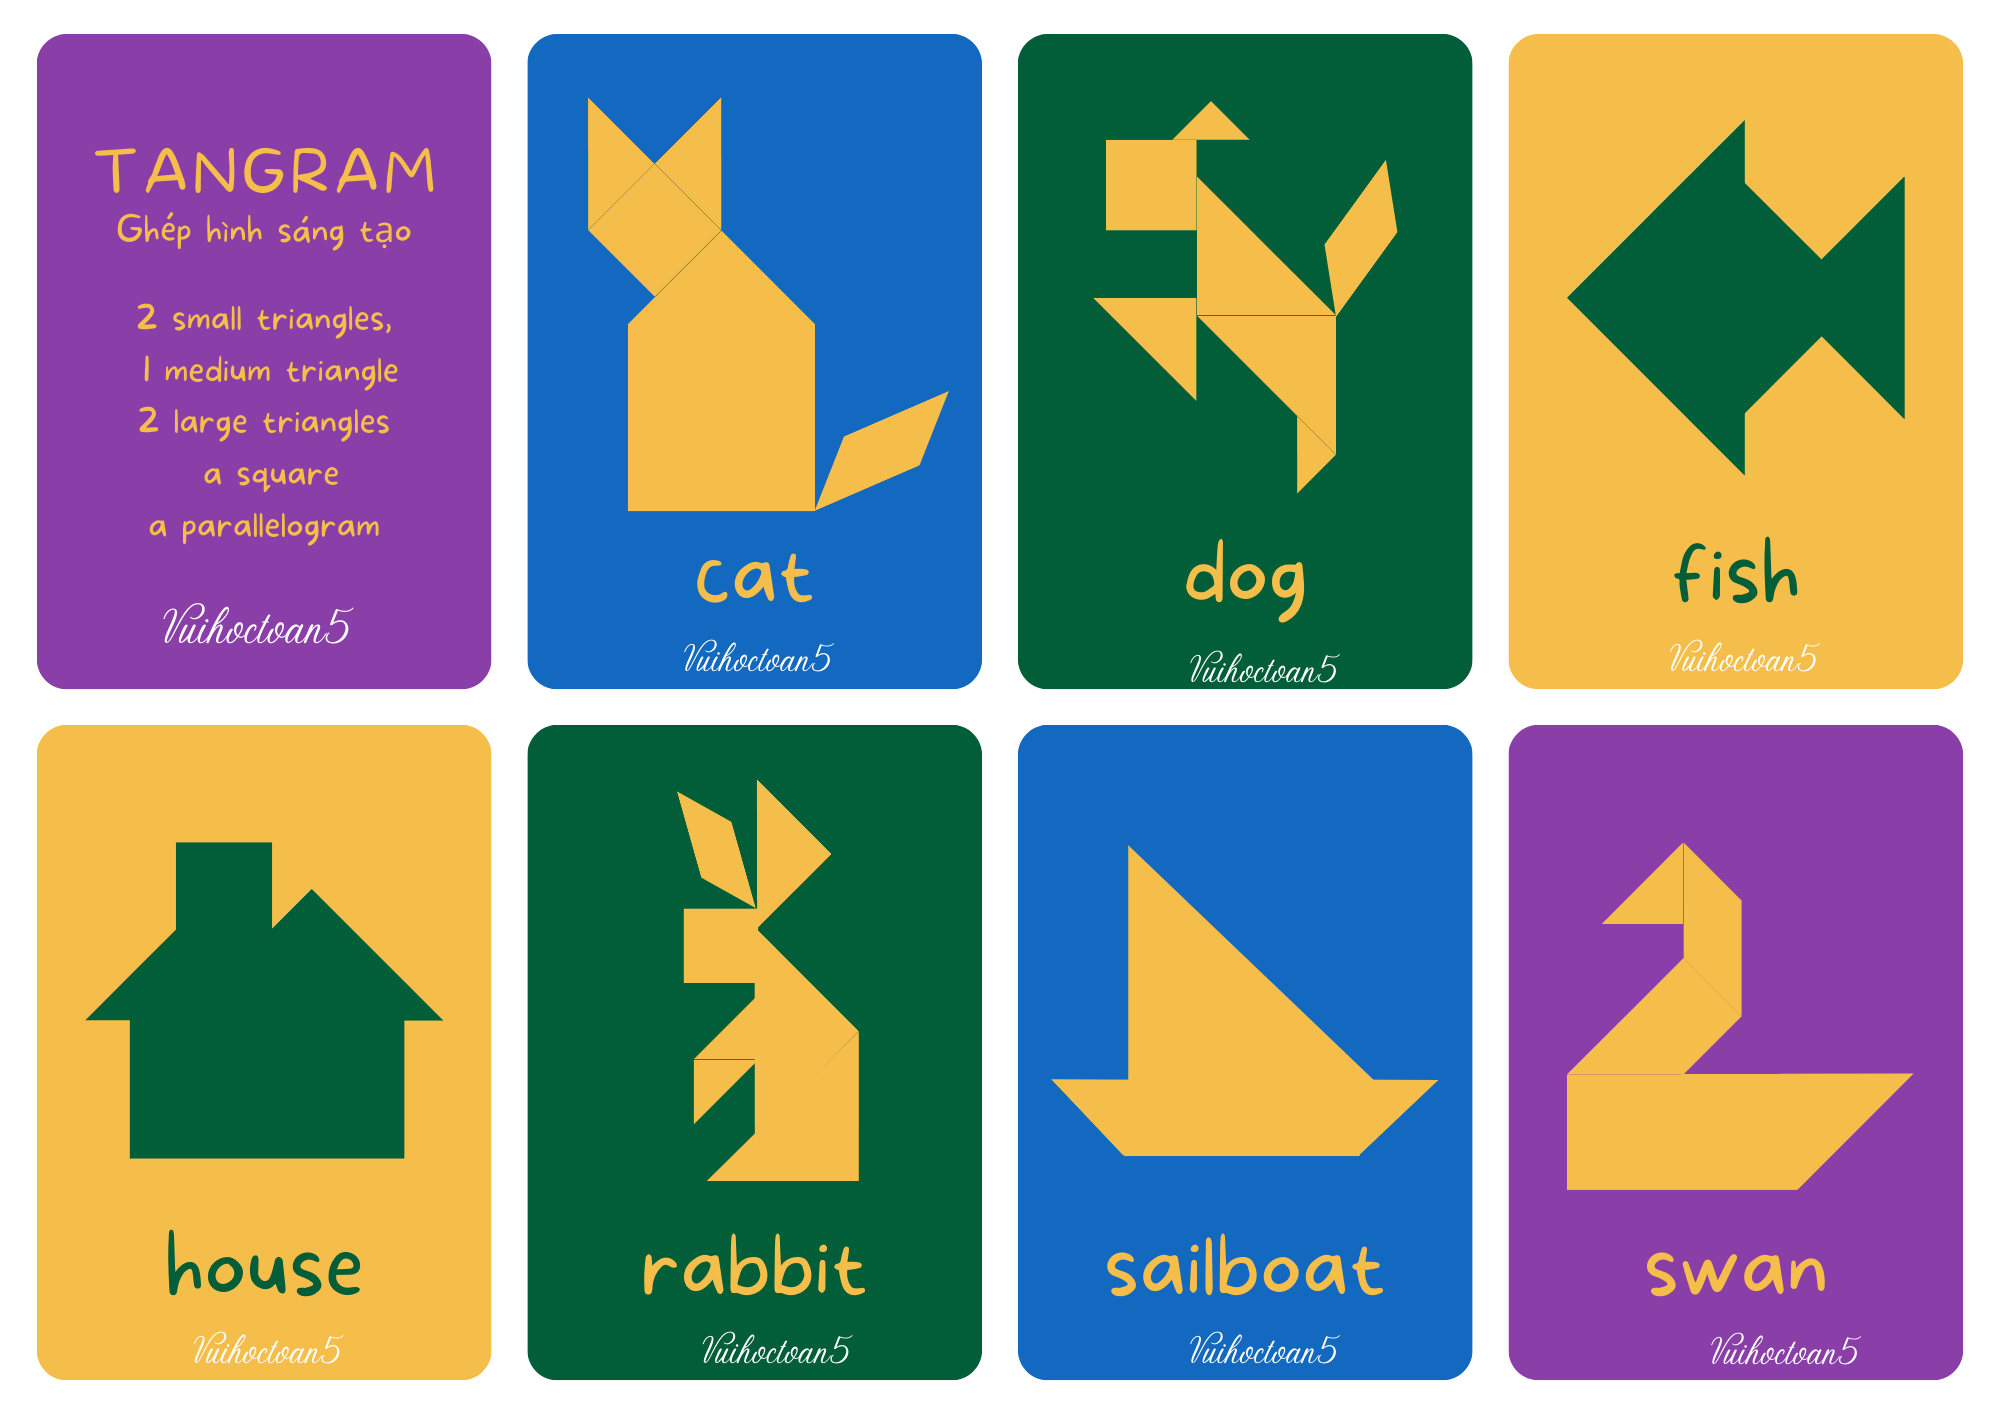 TANGRAM
Ghép hình sáng tạo
2 small triangles,
1 medium triangle
2 large triangles
a square
a parallelogram
Vuihoctoan5
cat
Vuihoctoan5
dog
Vuihoctoan5
fish
Vuihoctoan5
house
Vuihoctoan5
rabbit
Vuihoctoan5
sailboat
Vuihoctoan5
swan
Vuihoctoan5